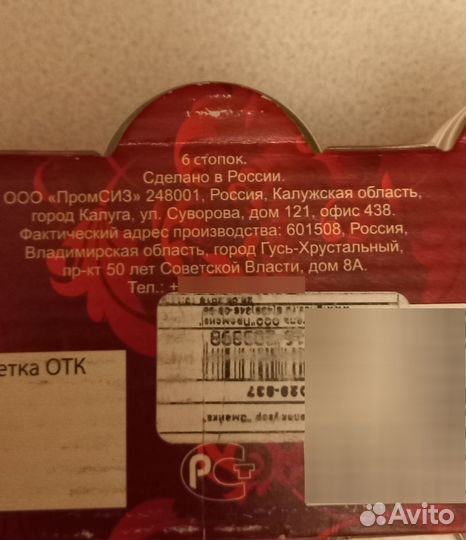 6 стопок.
Сделано в России.
ООО «ПромСИЗ» 248001, Россия, Калужская область,
город Калуга, ул. Суворова, дом 121, офис 438.
Фактический адрес производства: 601508, Россия,
Владимирская область, город Гусь-Хрустальный,
пр-кт 50 лет Советской Власти, дом 8А.
Тел.: +
етка ОТК
РСТ
Avito